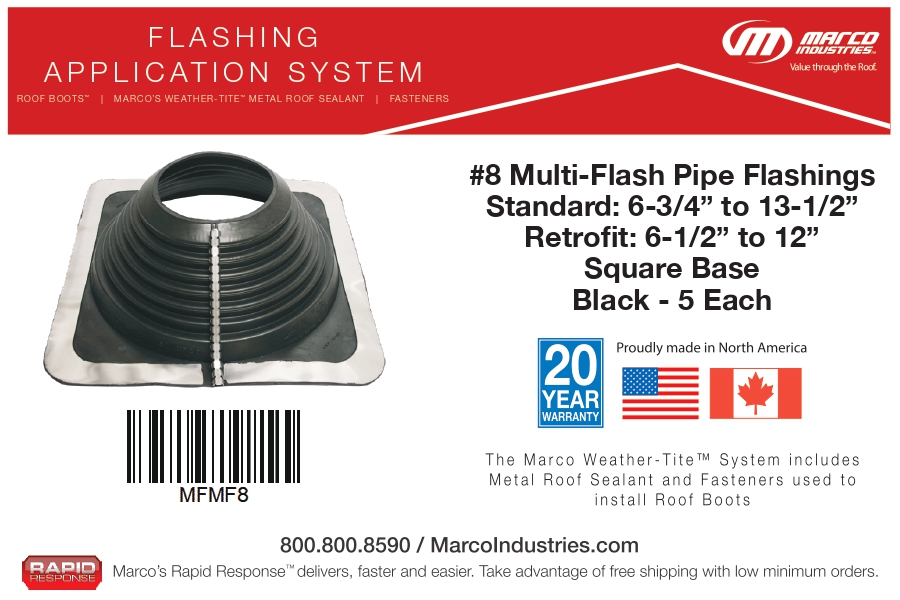 FLASHING
APPLICATION SYSTEM
ROOF BOOTS™ | MARCO'S WEATHER-TITE™ METAL ROOF SEALANT | FASTENERS
MARCO
INDUSTRIES™
Value through the Roof.
#8 Multi-Flash Pipe Flashings
Standard: 6-3/4” to 13-1/2”
Retrofit: 6-1/2” to 12”
Square Base
Black - 5 Each
20
YEAR
WARRANTY
Proudly made in North America
The Marco Weather-Tite™ System includes
Metal Roof Sealant and Fasteners used to
install Roof Boots
MFMF8
800.800.8590 / MarcoIndustries.com
RAPID
RESPONSE
Marco's Rapid Response™ delivers, faster and easier. Take advantage of free shipping with low minimum orders.